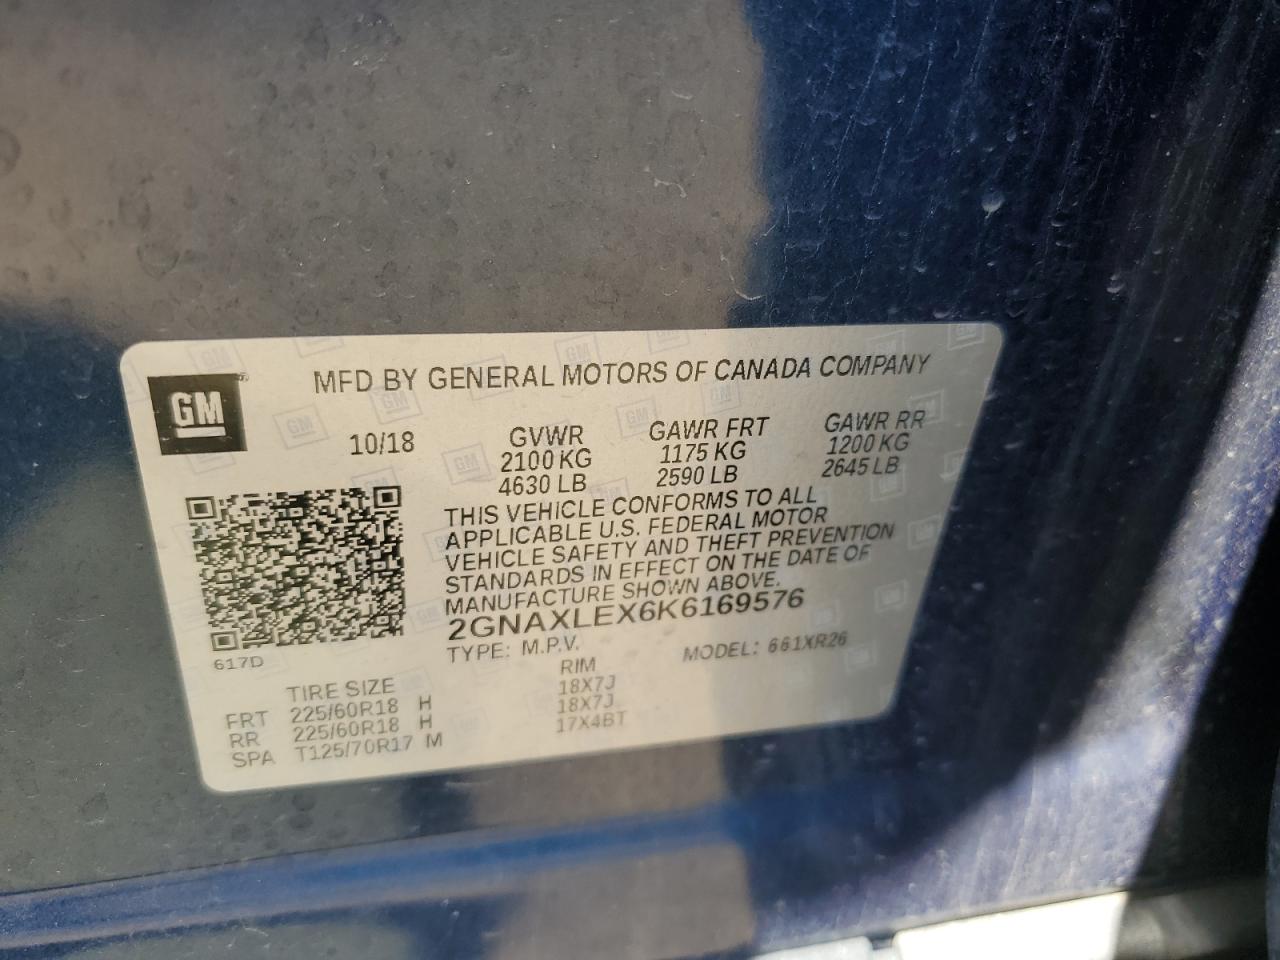 MFD BY GENERAL MOTORS OF CANADA COMPANY
GM
10/18 GVWR GAWR FRT GAWR RR
2100 KG 1175 KG 1200 KG
4630 LB 2590 LB 2645 LB
THIS VEHICLE CONFORMS TO ALL
APPLICABLE U.S. FEDERAL MOTOR
VEHICLE SAFETY AND THEFT PREVENTION
STANDARDS IN EFFECT ON THE DATE OF
MANUFACTURE SHOWN ABOVE.
2GNAXLEX6K6169576
TYPE: M.P.V. MODEL: 661XR26
617D
TIRE SIZE RIM
FRT 225/60R18 H 18X7J
RR 225/60R18 H 18X7J
SPA T125/70R17 M 17X4BT